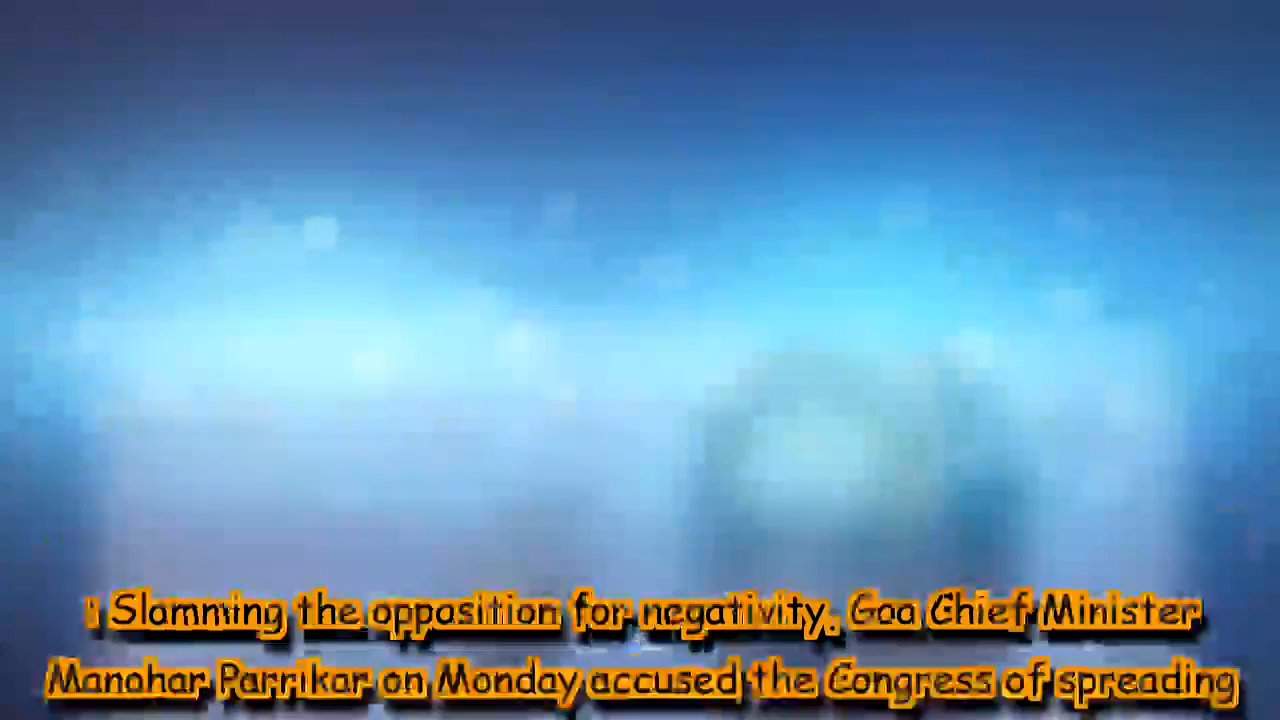 : Slamming the opposition for negativity, Goa Chief Minister
Manohar Parrikar on Monday accused the Congress of spreading